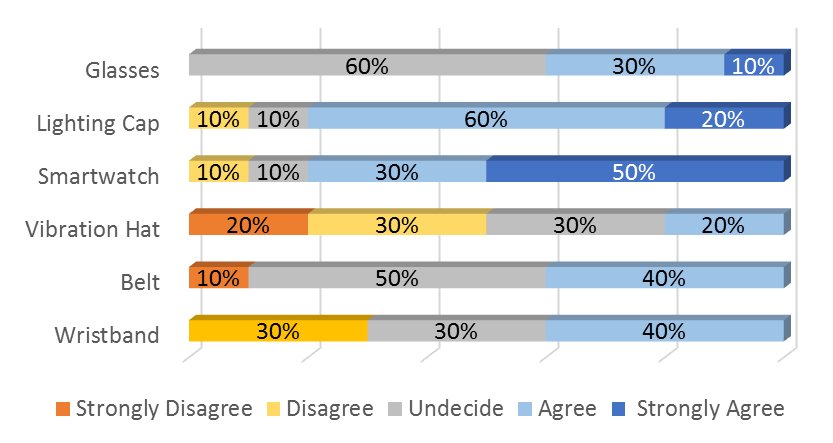 Glasses 60% 30% 10%
Lighting Cap 10% 10% 60% 20%
Smartwatch 10% 10% 30% 50%
Vibration Hat 20% 30% 30% 20%
Belt 10% 50% 40%
Wristband 30% 30% 40%
Strongly Disagree Disagree Undecide Agree Strongly Agree